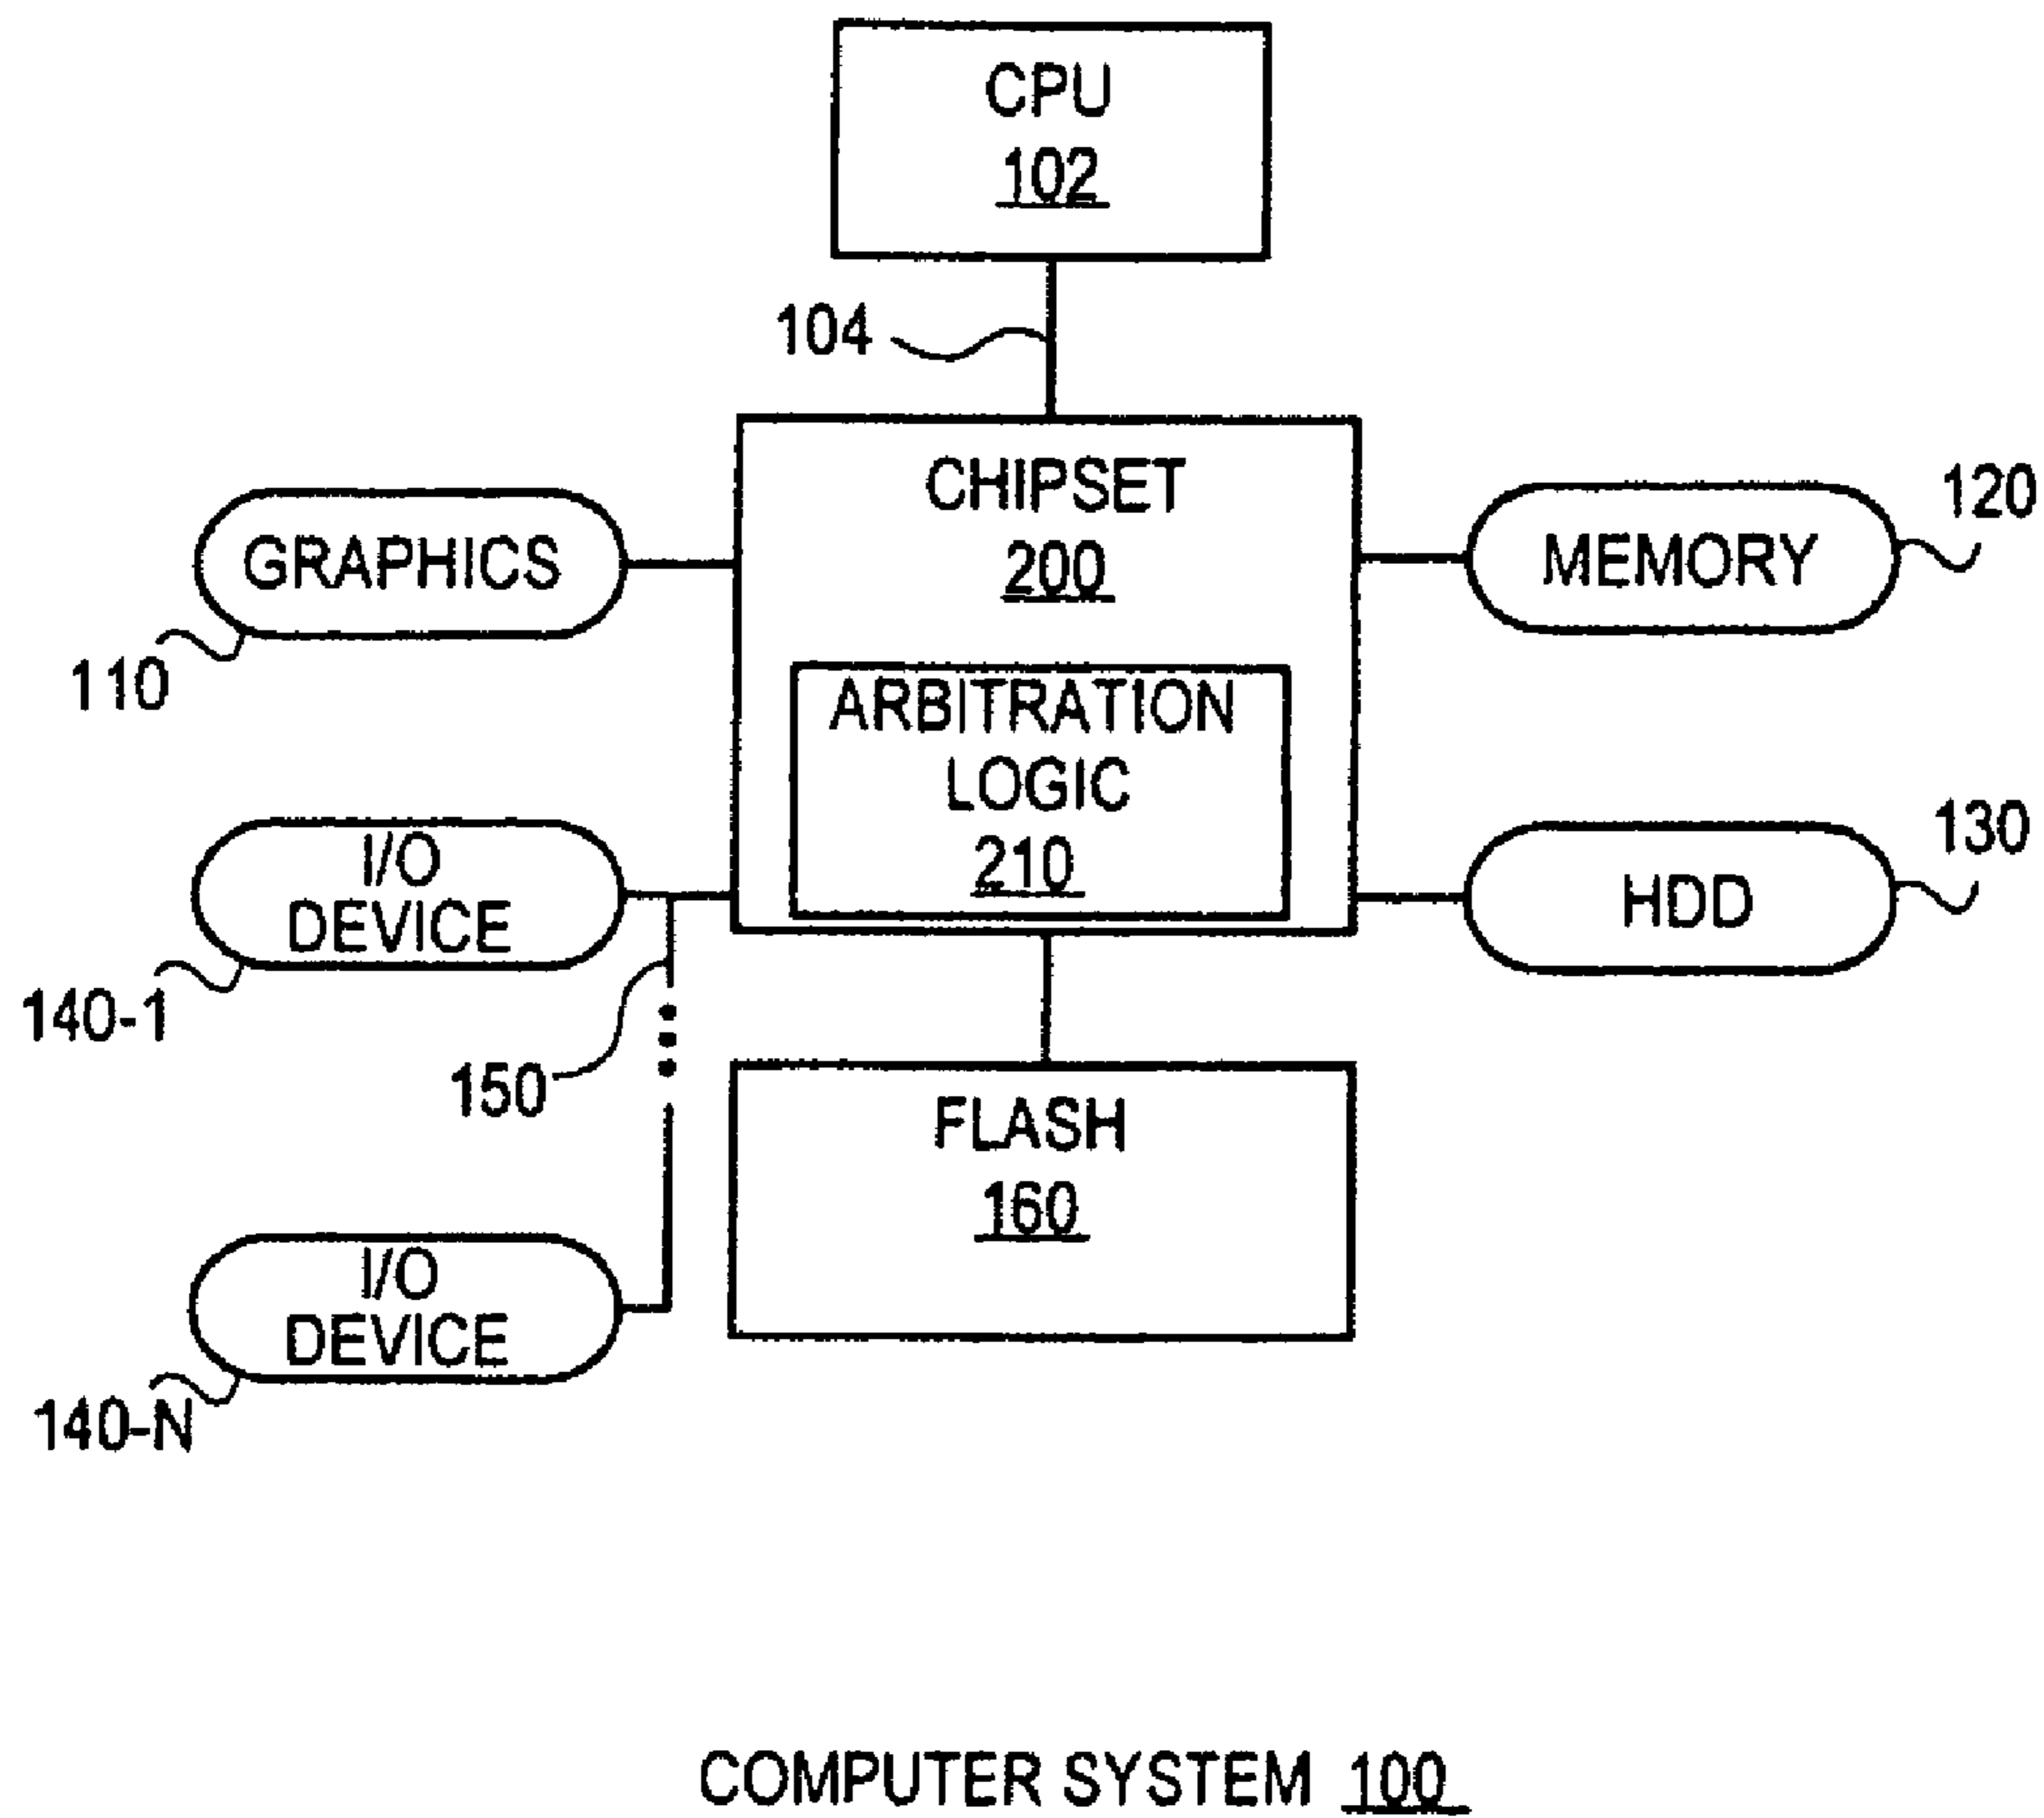 CPU
102
104
CHIPSET
200
GRAPHICS
110
MEMORY
120
ARBITRATION
LOGIC
210
I/O
DEVICE
140-1
HDD
130
150
FLASH
160
I/O
DEVICE
140-N
COMPUTER SYSTEM 100